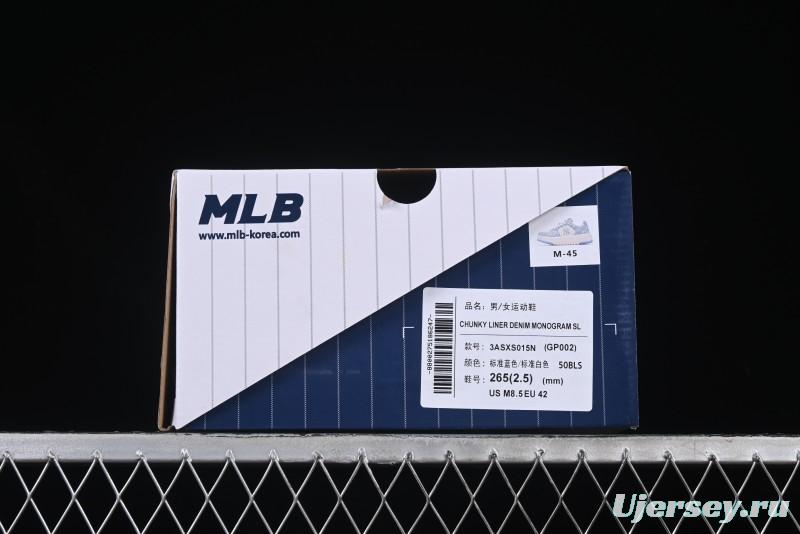 MLB
www.mlb-korea.com
M-45
品名: 男/女运动鞋
CHUNKY LINER DENIM MONOGRAM SL
款号: 3ASXS015N (GP002)
颜色: 标准蓝色/标准白色 50BLS
鞋号: 265(2.5) (mm)
US M8.5 EU 42
-0000275186247-
Ujersey.ru